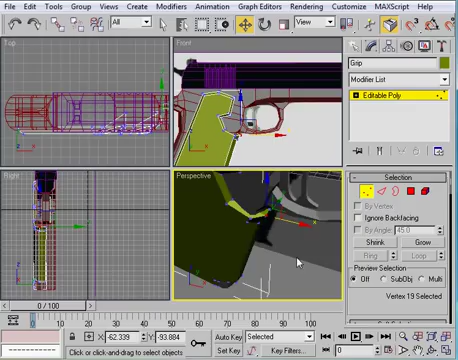 File Edit Tools Group Views Create Modifiers Animation Graph Editors Rendering Customize MAXScript Help
All View
Top Front
Grip
Modifier List
Editable Poly
Right Perspective
Selection
By Vertex
Ignore Backfacing
By Angle: 45.0
Shrink Grow
Ring Loop
Preview Selection
Off SubObj Multi
Vertex 19 Selected
0 / 100
0 10 20 30 40 50 60 70 80 90 100
X -62.339 Y -93.884 Auto Key Selected
Click or click-and-drag to select objects Set Key Key Filters...